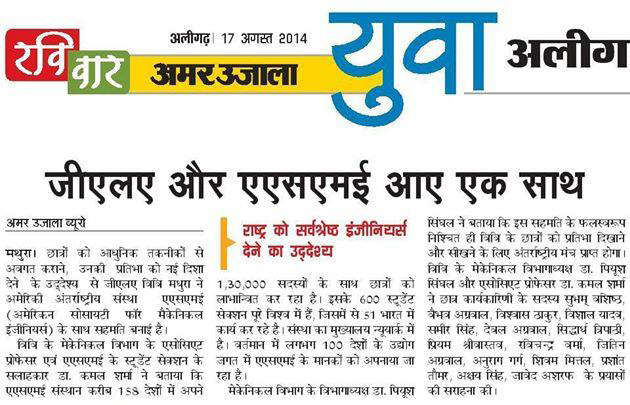 रवि
वार
अलीगढ़ | 17 अगस्त 2014
अमर उजाला
युवा
अलीग
जीएलए और एएसएमई आए एक साथ
अमर उजाला ब्यूरो
मथुरा। छात्रों को आधुनिक तकनीकों से
अवगत कराने, उनकी प्रतिभा को नई दिशा
देने के उद्देश्य से जीएलए विवि मथुरा ने
अमेरिकी अंतर्राष्ट्रीय संस्था एएसएमई
(अमेरिकन सोसायटी फॉर मैकेनिकल
इंजीनियर्स) के साथ सहमति बनाई है।
विवि के मेकेनिकल विभाग के एसोसिएट
प्रोफेसर एवं एएसएमई के स्टूडेंट सेक्शन के
सलाहकार डा. कमल शर्मा ने बताया कि
एएसएमई संस्थान करीब 158 देशों में अपने
राष्ट्र को सर्वश्रेष्ठ इंजीनियर्स
देने का उद्देश्य
1,30,000 सदस्यों के साथ छात्रों को
लाभान्वित कर रहा है। इसके 600 स्टूडेंट
सेक्शन पूरे विश्व में हैं, जिसमें से 51 भारत में
कार्य कर रहे है। संस्था का मुख्यालय न्यूयार्क में
है। वर्तमान में लगभग 100 देशों के उद्योग
जगत में एएसएमई के मानकों को अपनाया जा
रहा है।
मेकेनिकल विभाग के विभागाध्यक्ष डा. पियूश
सिंघल ने बताया कि इस सहमति के फलस्वरूप
निश्चित ही विवि के छात्रों को प्रतिभा दिखाने
और सीखने के लिए अंतर्राष्ट्रीय मंच प्राप्त होगा।
विवि के मेकेनिकल विभागाध्यक्ष डा. पियूश
सिंघल और एसोसिएट प्रोफेसर डा. कमल शर्मा
ने छात्र कार्यकारिणी के सदस्य सुभम् वशिष्ठ,
वैभव अग्रवाल, विश्वास ठाकुर, विशाल यादव,
समीर सिंह, देवल अग्रवाल, सिद्धार्थ त्रिपाठी,
प्रियम श्रीवास्तव, रविचन्द्र वर्मा, जितिन
अग्रवाल, अनुराग गर्ग, शिवम मित्तल, प्रशांत
तौमर, अक्षय सिंह, जावेद अशरफ के प्रयासों
की सराहना की।